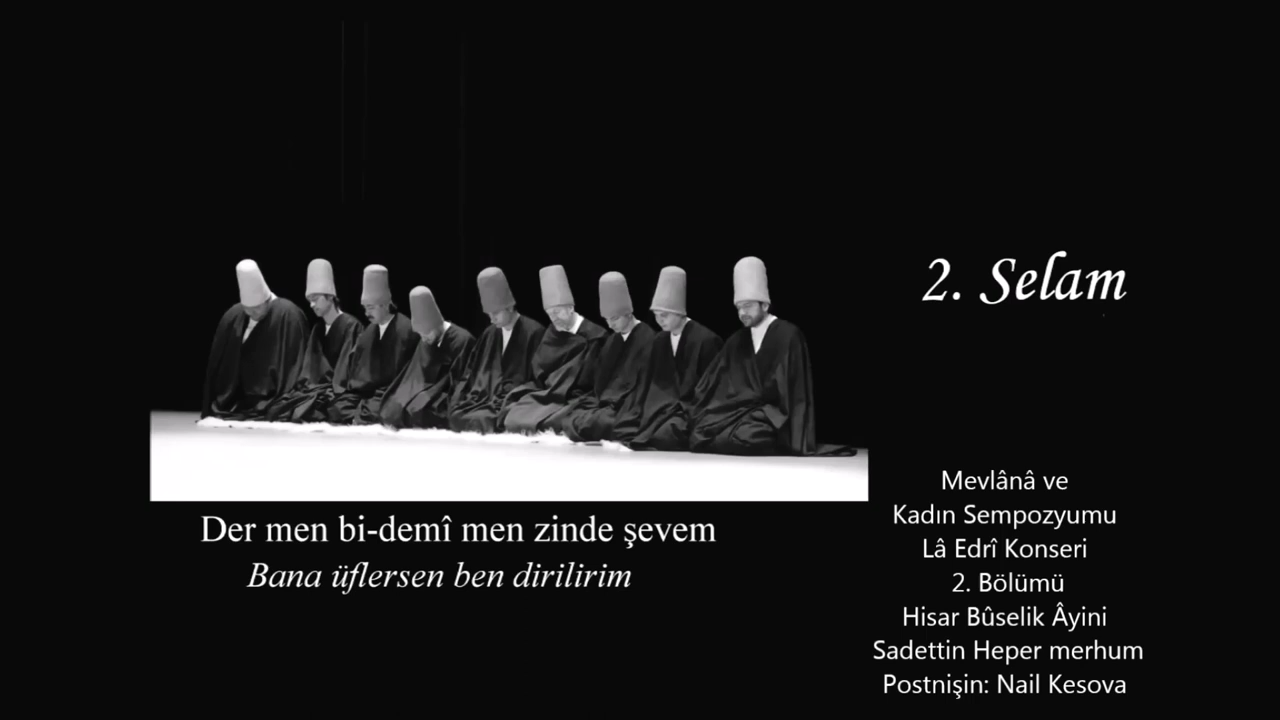 2. Selam
Der men bi-demî men zinde şevem
Bana üflersen ben dirilirim
Mevlânâ ve
Kadın Sempozyumu
Lâ Edrî Konseri
2. Bölümü
Hisar Bûselik Âyini
Sadettin Heper merhum
Postnişin: Nail Kesova